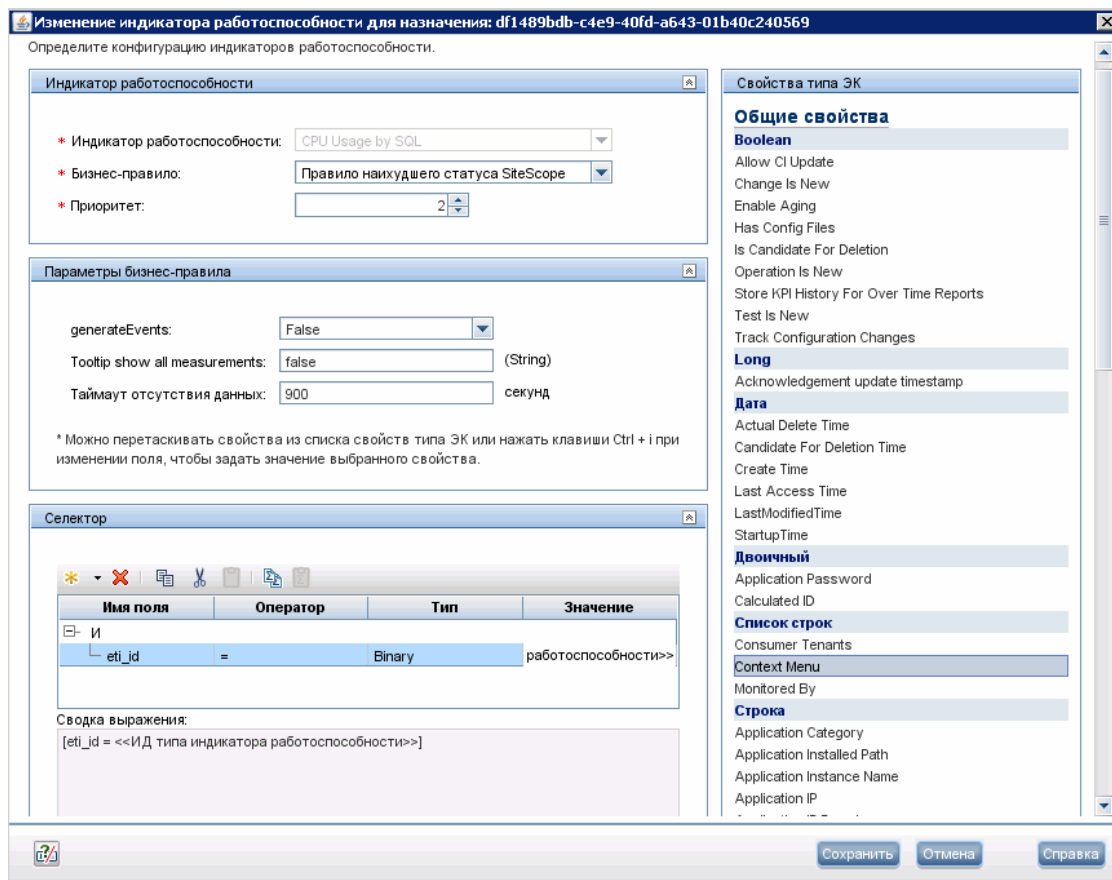 Изменение индикатора работоспособности для назначения: df1489bdb-c4e9-40fd-a643-01b40c240569
Определите конфигурацию индикаторов работоспособности.
Индикатор работоспособности
* Индикатор работоспособности: CPU Usage by SQL
* Бизнес-правило: Правило наихудшего статуса SiteScope
* Приоритет: 2
Параметры бизнес-правила
generateEvents: False
Tooltip show all measurements: false (String)
Таймаут отсутствия данных: 900 секунд
* Можно перетаскивать свойства из списка свойств типа ЭК или нажать клавиши Ctrl + i при
изменении поля, чтобы задать значение выбранного свойства.
Селектор
Имя поля Оператор Тип Значение
И
eti_id = Binary работоспособности>>
Сводка выражения:
[eti_id = <<ИД типа индикатора работоспособности>>]
Свойства типа ЭК
Общие свойства
Boolean
Allow CI Update
Change Is New
Enable Aging
Has Config Files
Is Candidate For Deletion
Operation Is New
Store KPI History For Over Time Reports
Test Is New
Track Configuration Changes
Long
Acknowledgement update timestamp
Дата
Actual Delete Time
Candidate For Deletion Time
Create Time
Last Access Time
LastModifiedTime
StartupTime
Двоичный
Application Password
Calculated ID
Список строк
Consumer Tenants
Context Menu
Monitored By
Строка
Application Category
Application Installed Path
Application Instance Name
Application IP
Сохранить Отмена Справка